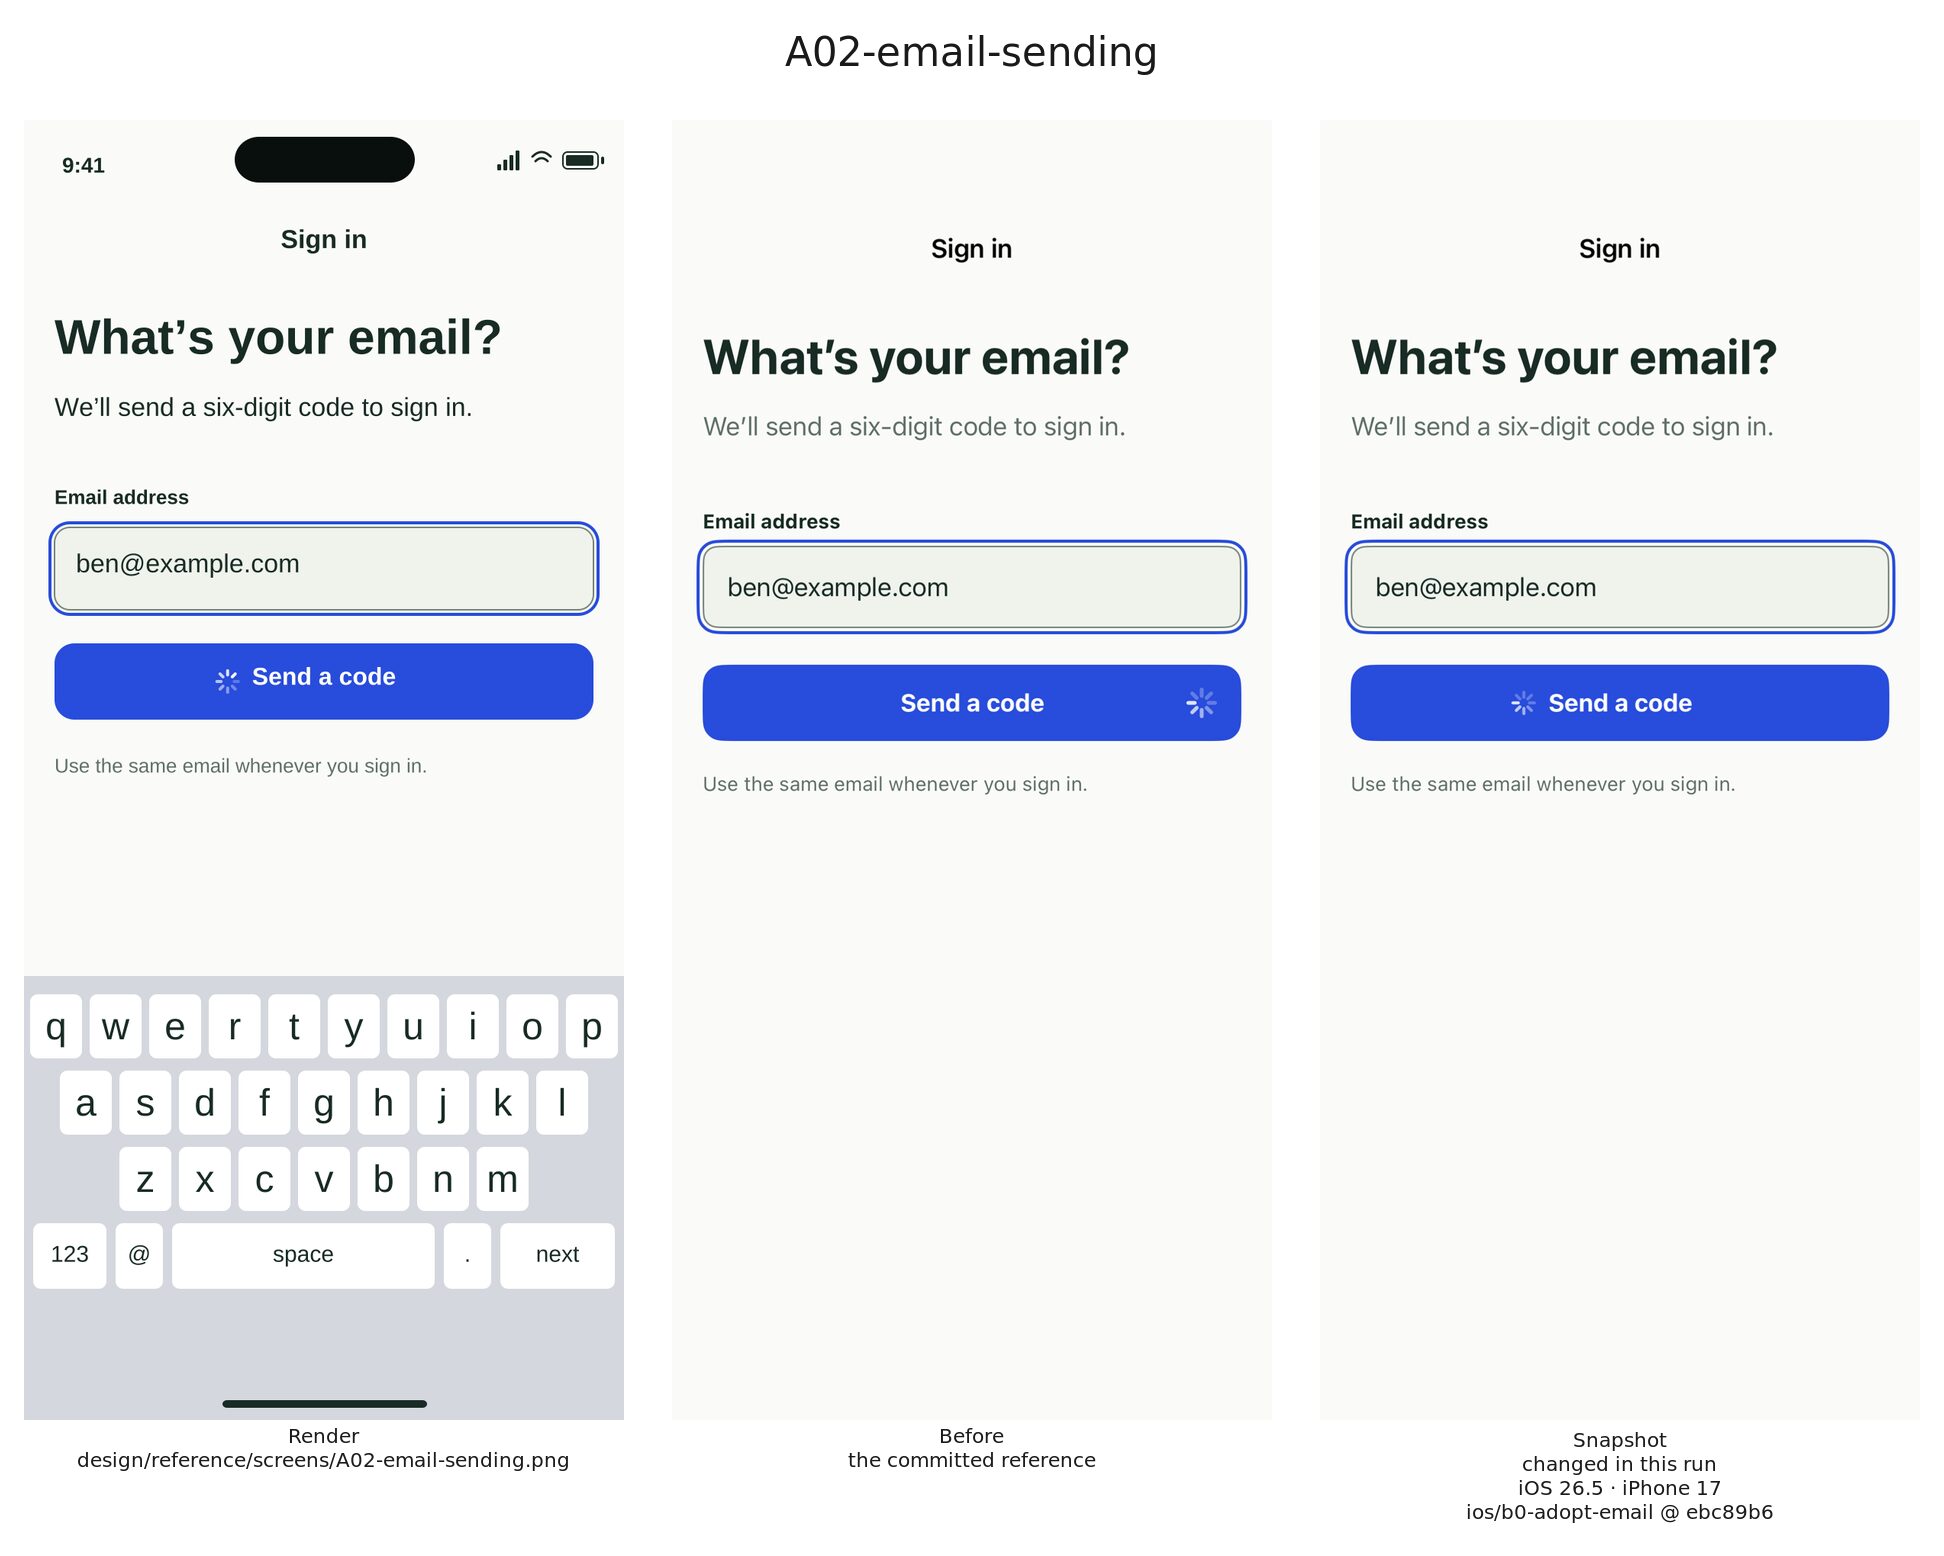 A02-email-sending
9:41
Sign in
What’s your email?
We’ll send a six-digit code to sign in.
Email address
ben@example.com
Send a code
Use the same email whenever you sign in.
q w e r t y u i o p
a s d f g h j k l
z x c v b n m
123 @ space . next
Render
design/reference/screens/A02-email-sending.png
Sign in
What’s your email?
We’ll send a six-digit code to sign in.
Email address
ben@example.com
Send a code
Use the same email whenever you sign in.
Before
the committed reference
Sign in
What’s your email?
We’ll send a six-digit code to sign in.
Email address
ben@example.com
Send a code
Use the same email whenever you sign in.
Snapshot
changed in this run
iOS 26.5 · iPhone 17
ios/b0-adopt-email @ ebc89b6